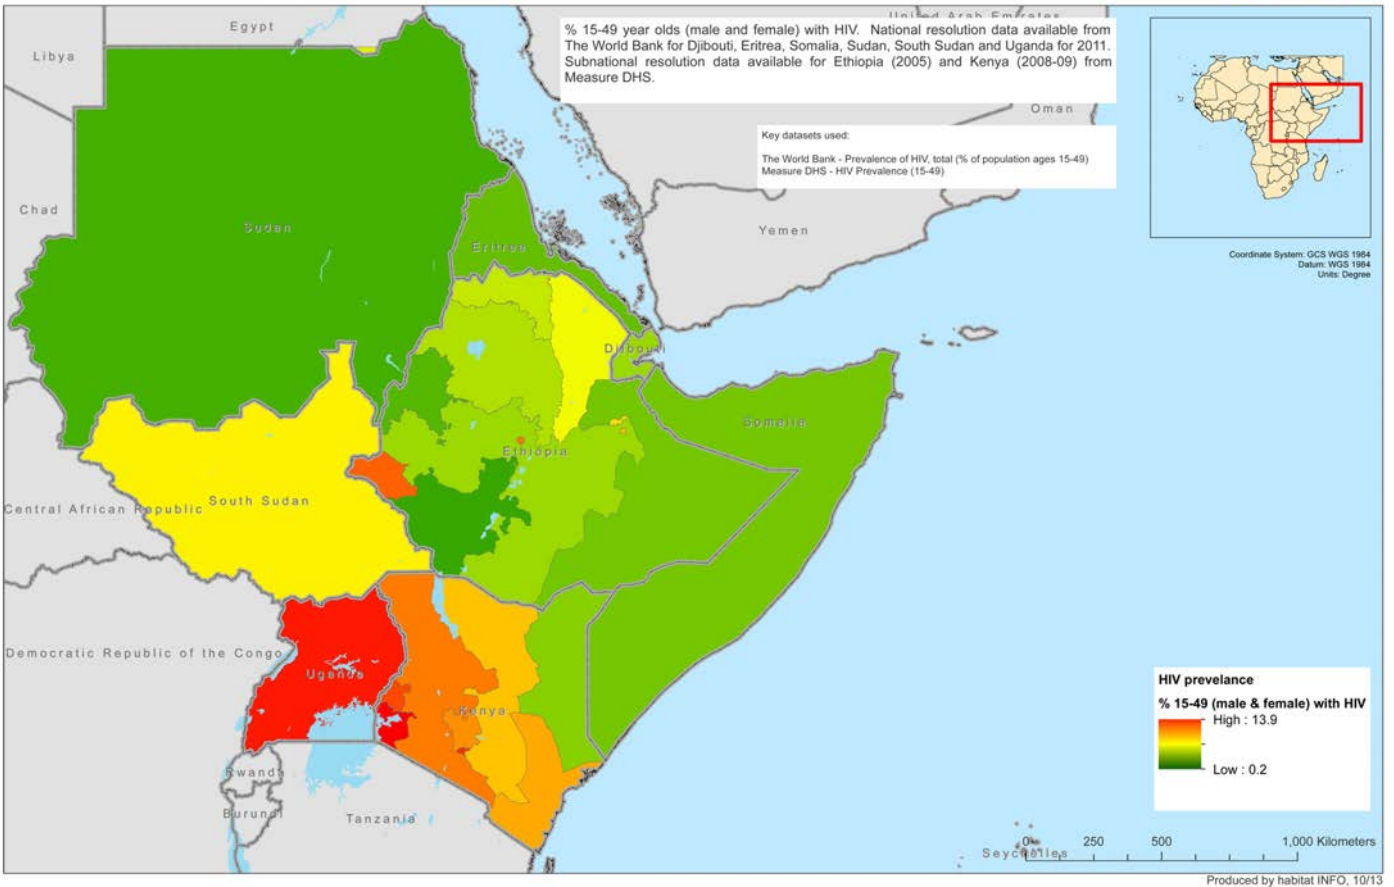 Egypt
United Arab Emirates
% 15-49 year olds (male and female) with HIV. National resolution data available from
The World Bank for Djibouti, Eritrea, Somalia, Sudan, South Sudan and Uganda for 2011.
Subnational resolution data available for Ethiopia (2005) and Kenya (2008-09) from
Measure DHS.
Libya
Oman
Key datasets used:
The World Bank - Prevalence of HIV, total (% of population ages 15-49)
Measure DHS - HIV Prevalence (15-49)
Chad
Sudan
Yemen
Eritrea
Coordinate System: GCS WGS 1984
Datum: WGS 1984
Units: Degree
Djibouti
Somalia
Ethiopia
South Sudan
Central African Republic
Democratic Republic of the Congo
Uganda
Kenya
HIV prevelance
% 15-49 (male & female) with HIV
High : 13.9
Low : 0.2
Rwanda
Burundi
Tanzania
0 250 500 1,000 Kilometers
Seychelles
Produced by habitat INFO, 10/13